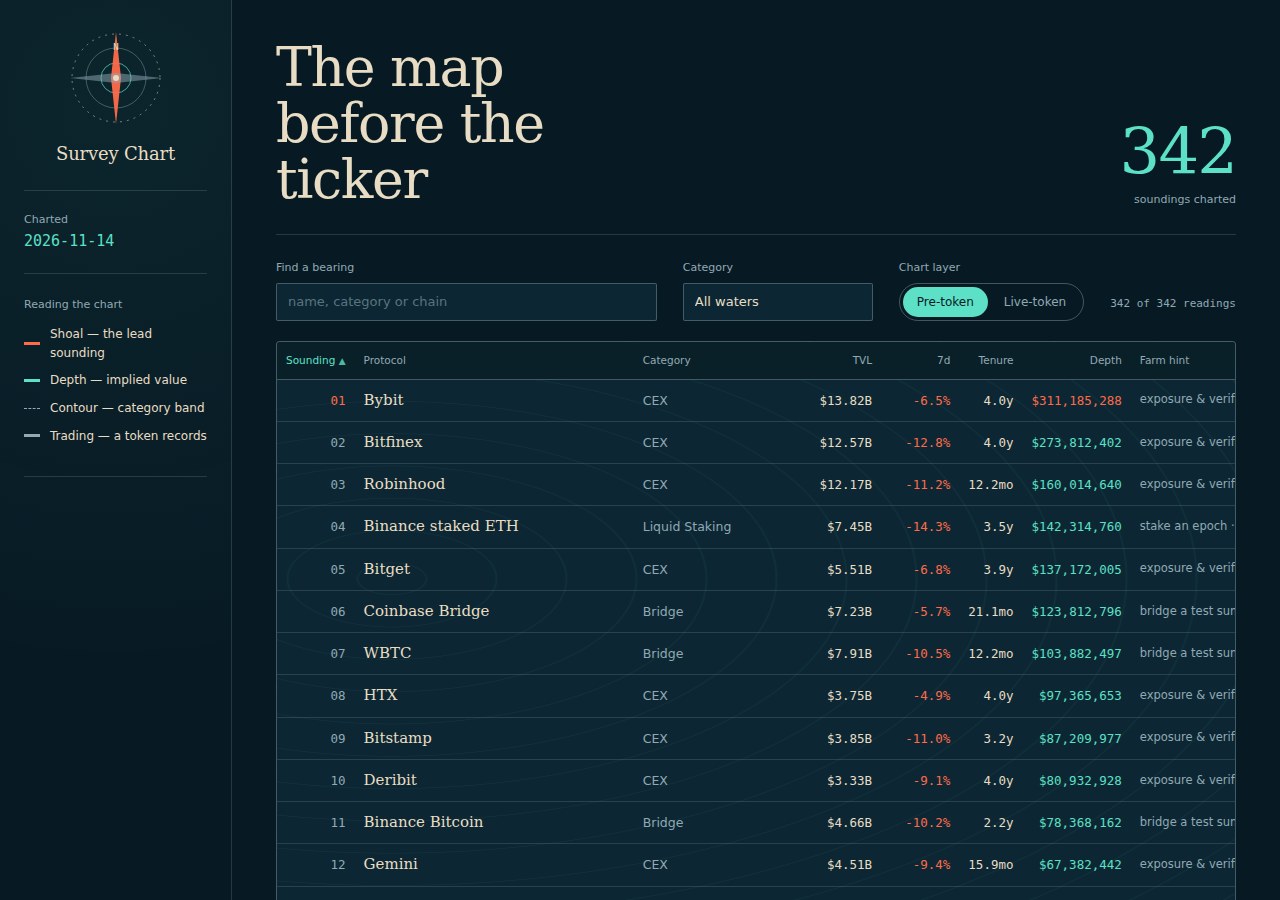 N
Survey Chart
Charted
2026-11-14
Reading the chart
Shoal — the lead
sounding
Depth — implied value
Contour — category band
Trading — a token records
The map
before the
ticker
342
soundings charted
Find a bearing
Category
Chart layer
name, category or chain
All waters
Pre-token Live-token
342 of 342 readings
Sounding ▲ Protocol Category TVL 7d Tenure Depth Farm hint
01 Bybit CEX $13.82B -6.5% 4.0y $311,185,288 exposure & verif
02 Bitfinex CEX $12.57B -12.8% 4.0y $273,812,402 exposure & verif
03 Robinhood CEX $12.17B -11.2% 12.2mo $160,014,640 exposure & verif
04 Binance staked ETH Liquid Staking $7.45B -14.3% 3.5y $142,314,760 stake an epoch ·
05 Bitget CEX $5.51B -6.8% 3.9y $137,172,005 exposure & verif
06 Coinbase Bridge Bridge $7.23B -5.7% 21.1mo $123,812,796 bridge a test sum
07 WBTC Bridge $7.91B -10.5% 12.2mo $103,882,497 bridge a test sum
08 HTX CEX $3.75B -4.9% 4.0y $97,365,653 exposure & verif
09 Bitstamp CEX $3.85B -11.0% 3.2y $87,209,977 exposure & verif
10 Deribit CEX $3.33B -9.1% 4.0y $80,932,928 exposure & verif
11 Binance Bitcoin Bridge $4.66B -10.2% 2.2y $78,368,162 bridge a test sum
12 Gemini CEX $4.51B -9.4% 15.9mo $67,382,442 exposure & verif